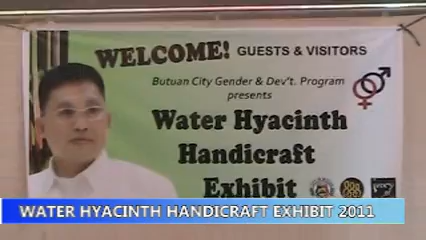 WELCOME! GUESTS & VISITORS
Butuan City Gender & Dev't. Program
presents
Water Hyacinth
Handicraft
Exhibit
WATER HYACINTH HANDICRAFT EXHIBIT 2011